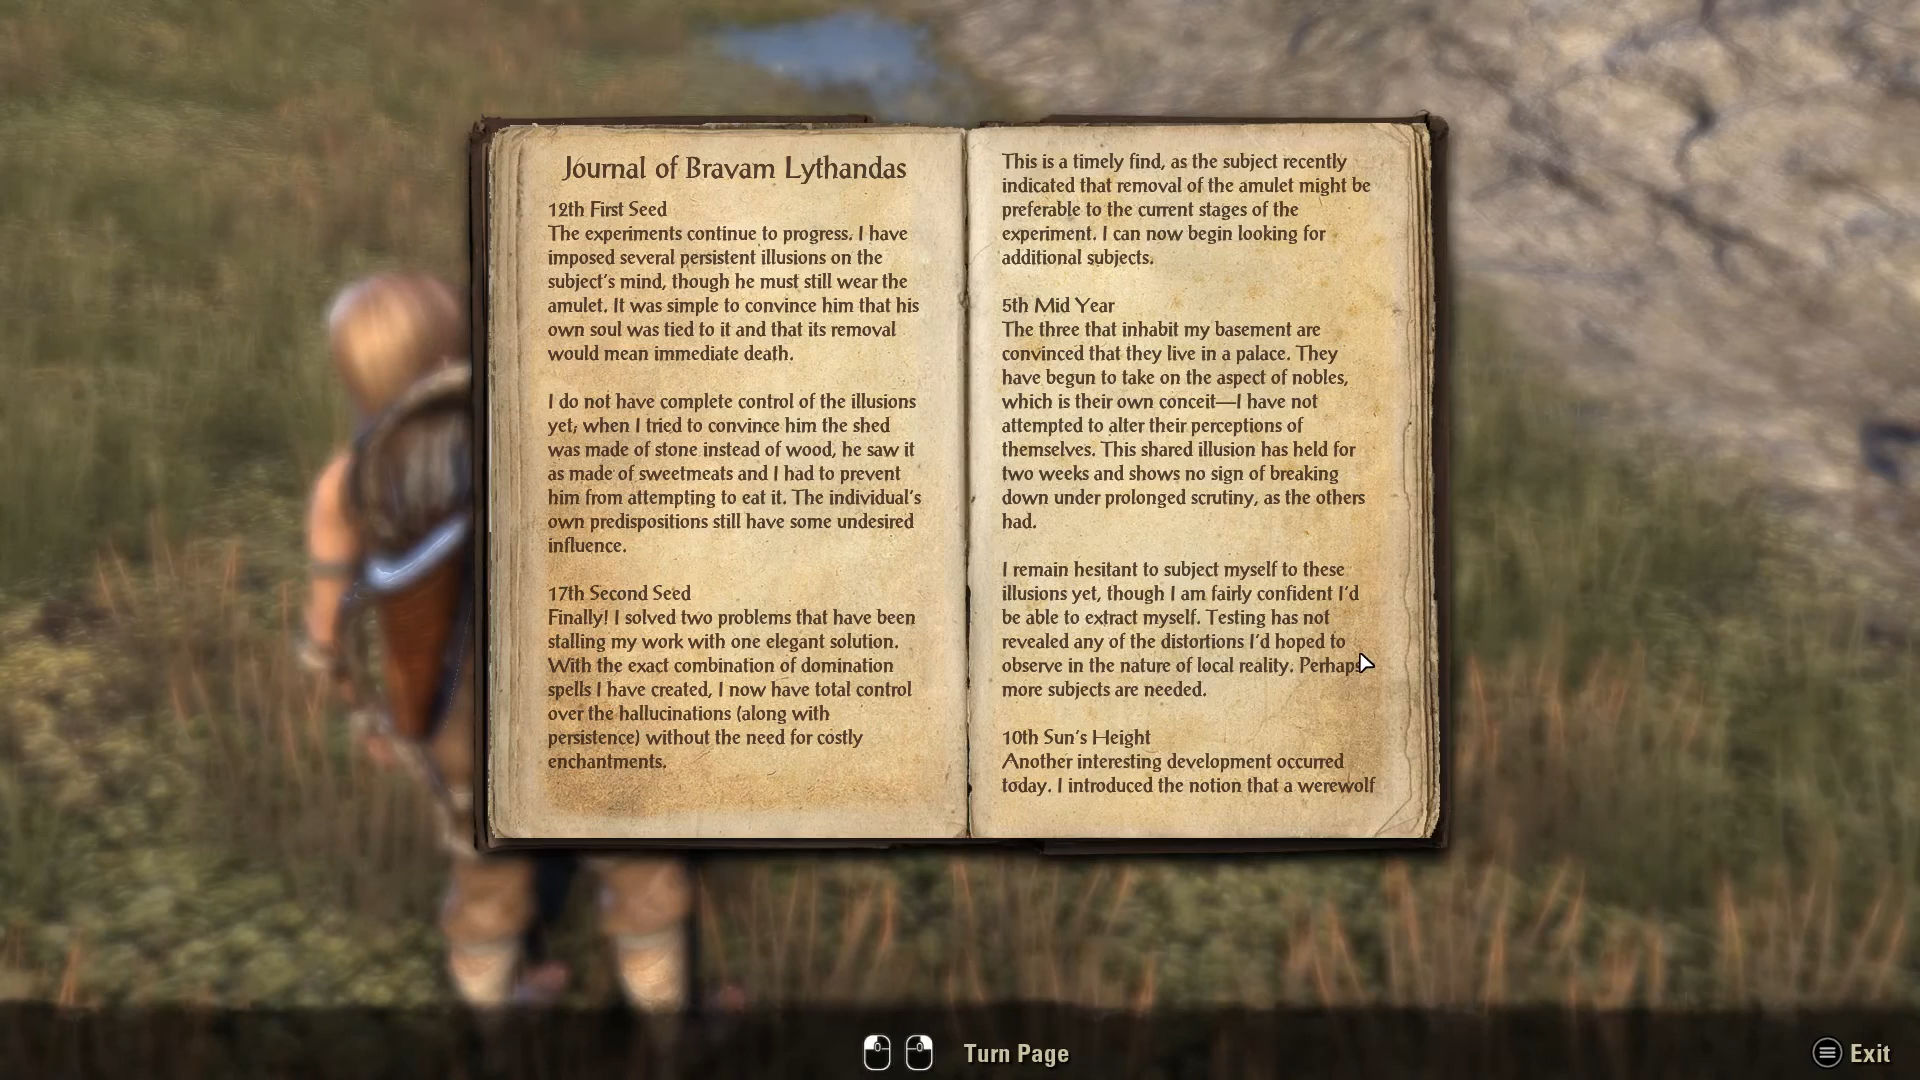 Journal of Bravam Lythandas
12th First Seed
The experiments continue to progress. I have
imposed several persistent illusions on the
subject's mind, though he must still wear the
amulet. It was simple to convince him that his
own soul was tied to it and that its removal
would mean immediate death.
I do not have complete control of the illusions
yet; when I tried to convince him the shed
was made of stone instead of wood, he saw it
as made of sweetmeats and I had to prevent
him from attempting to eat it. The individual's
own predispositions still have some undesired
influence.
17th Second Seed
Finally! I solved two problems that have been
stalling my work with one elegant solution.
With the exact combination of domination
spells I have created, I now have total control
over the hallucinations (along with
persistence) without the need for costly
enchantments.
This is a timely find, as the subject recently
indicated that removal of the amulet might be
preferable to the current stages of the
experiment. I can now begin looking for
additional subjects.
5th Mid Year
The three that inhabit my basement are
convinced that they live in a palace. They
have begun to take on the aspect of nobles,
which is their own conceit—I have not
attempted to alter their perceptions of
themselves. This shared illusion has held for
two weeks and shows no sign of breaking
down under prolonged scrutiny, as the others
had.
I remain hesitant to subject myself to these
illusions yet, though I am fairly confident I'd
be able to extract myself. Testing has not
revealed any of the distortions I'd hoped to
observe in the nature of local reality. Perhaps
more subjects are needed.
10th Sun's Height
Another interesting development occurred
today. I introduced the notion that a werewolf
Turn Page
Exit